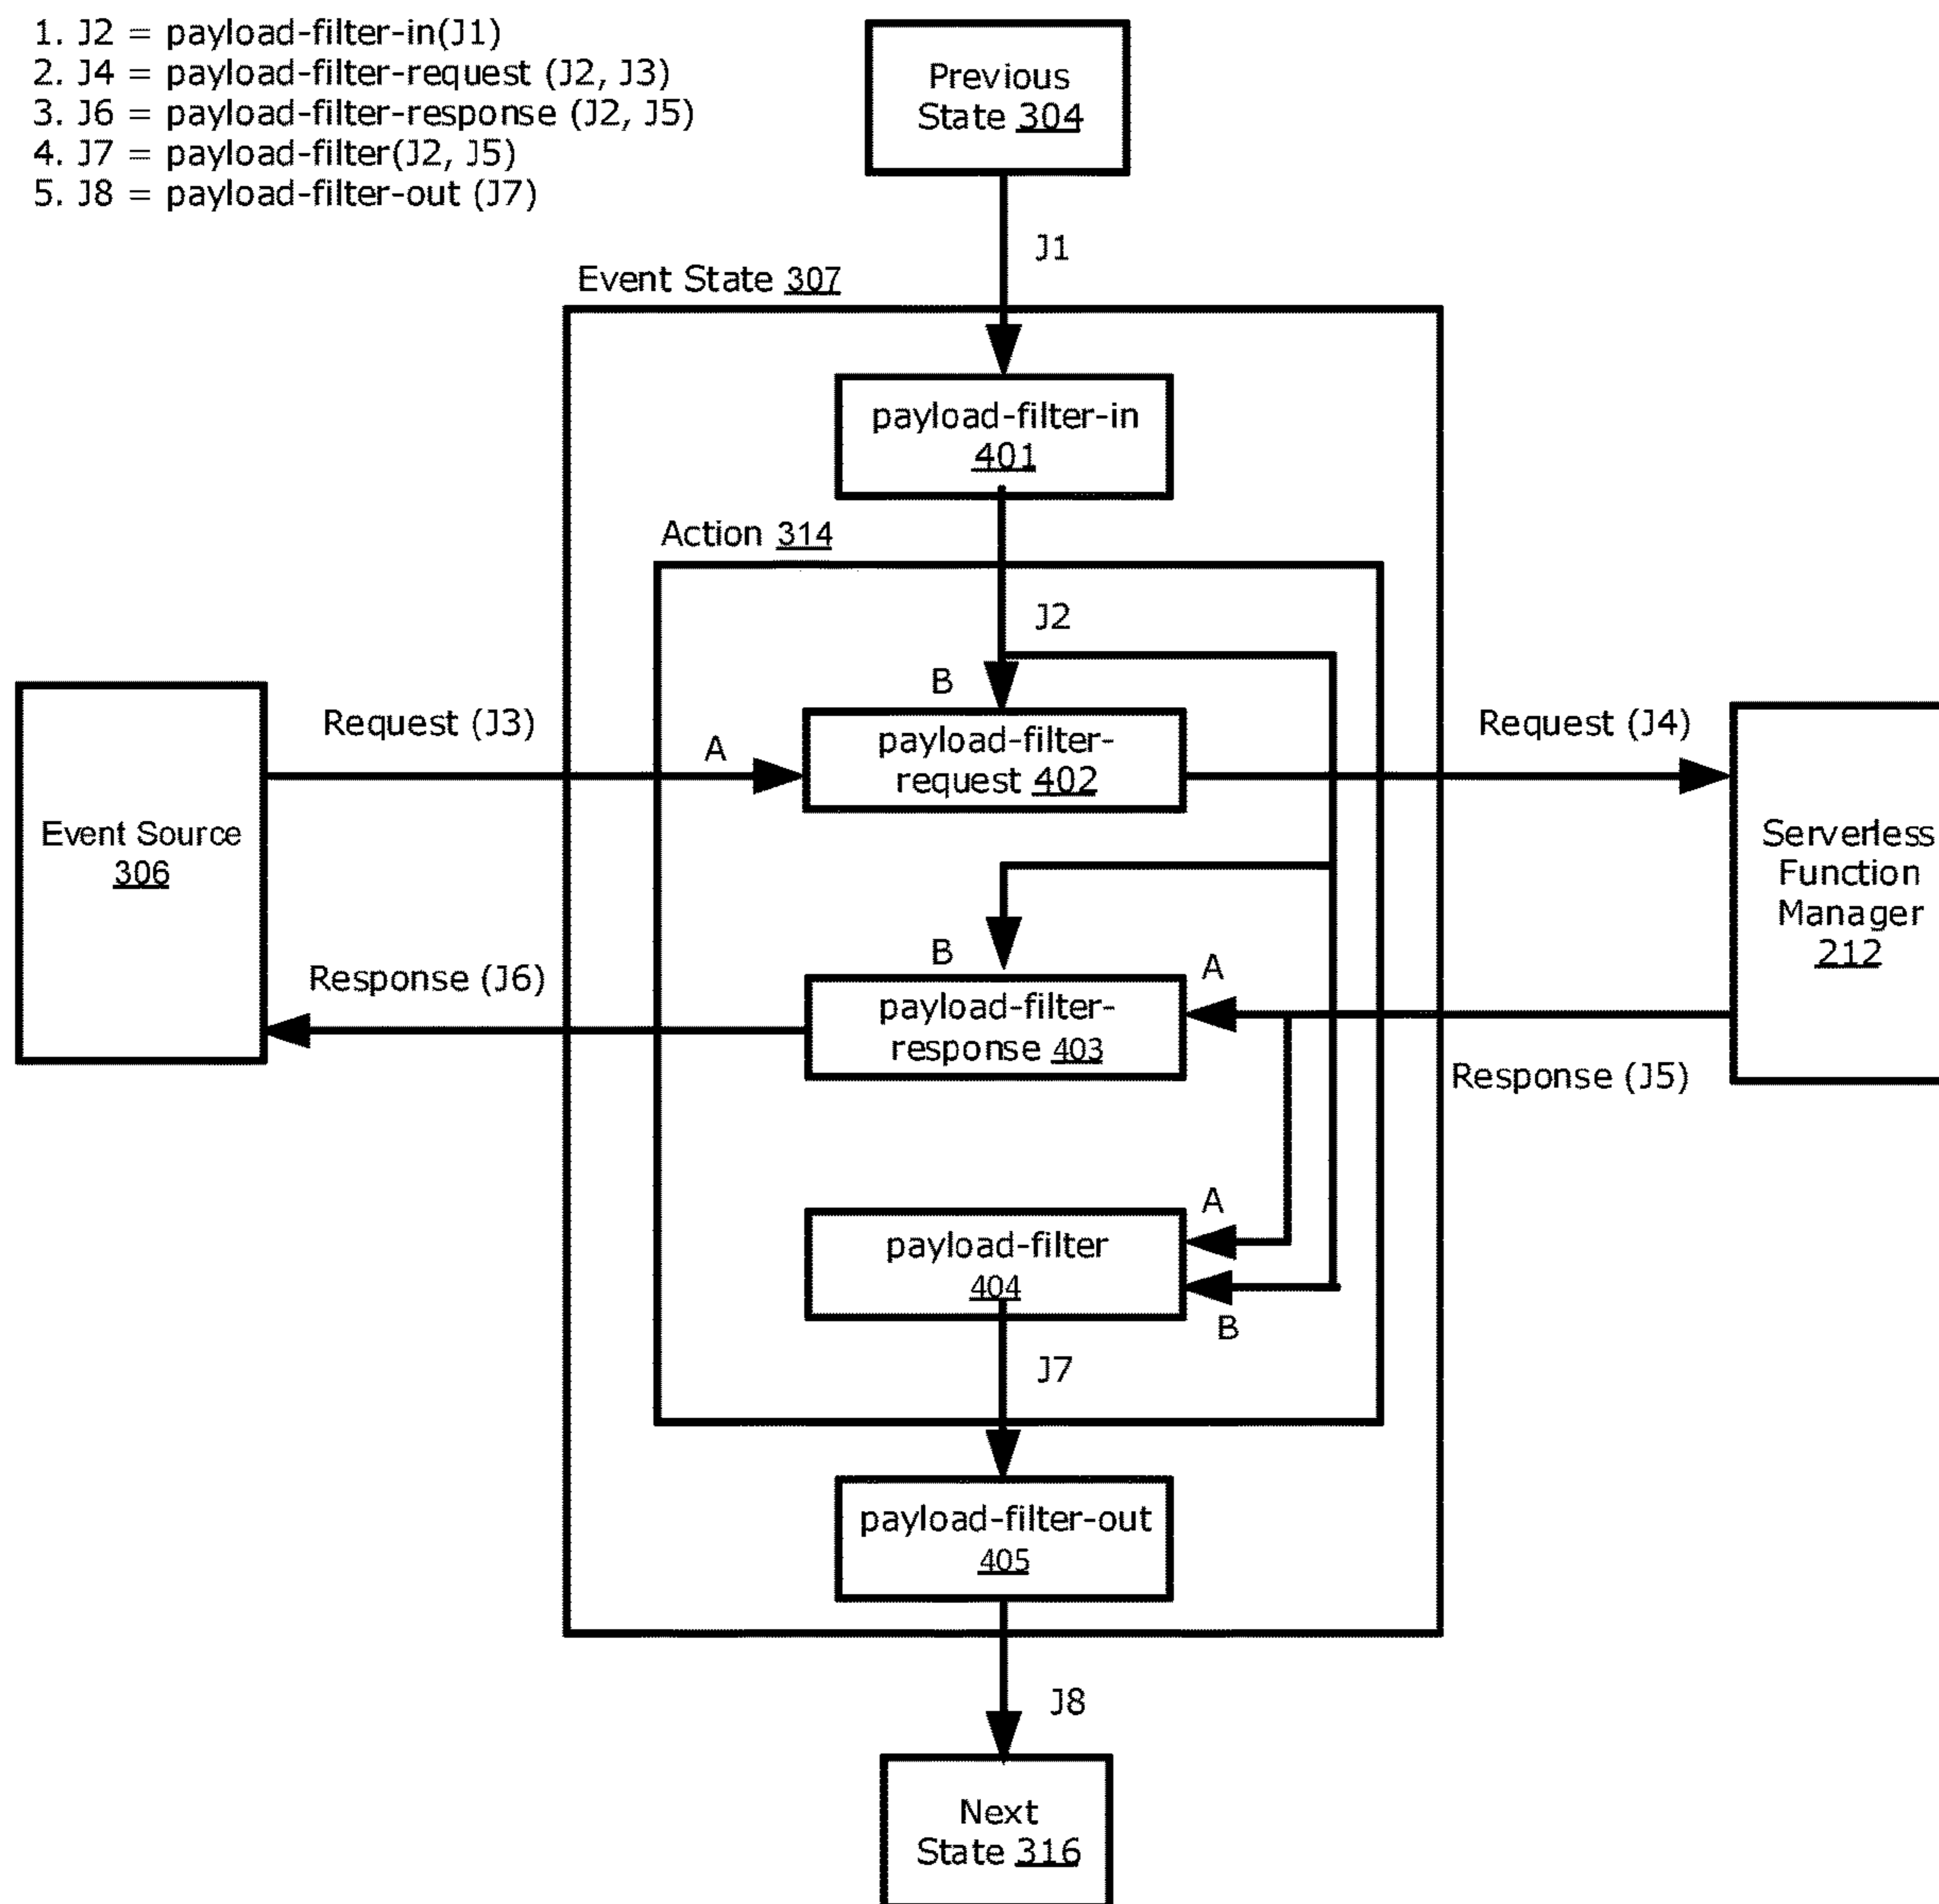 1. J2 = payload-filter-in(J1)
2. J4 = payload-filter-request (J2, J3)
3. J6 = payload-filter-response (J2, J5)
4. J7 = payload-filter(J2, J5)
5. J8 = payload-filter-out (J7)
Previous
State 304
J1
Event State 307
payload-filter-in
401
Action 314
J2
B
Request (J3)
A
payload-filter-
request 402
Request (J4)
Event Source
306
Serverless
Function
Manager
212
B
A
Response (J6)
payload-filter-
response 403
Response (J5)
A
payload-filter
404
B
J7
payload-filter-out
405
J8
Next
State 316